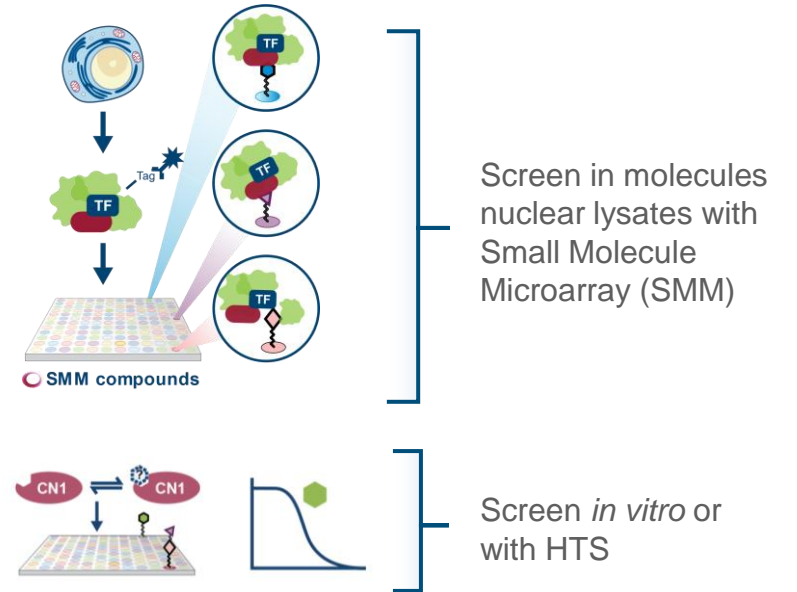 TF
Tag
TF
TF
TF
SMM compounds
Screen in molecules
nuclear lysates with
Small Molecule
Microarray (SMM)
CN1
?
CN1
Screen in vitro or
with HTS